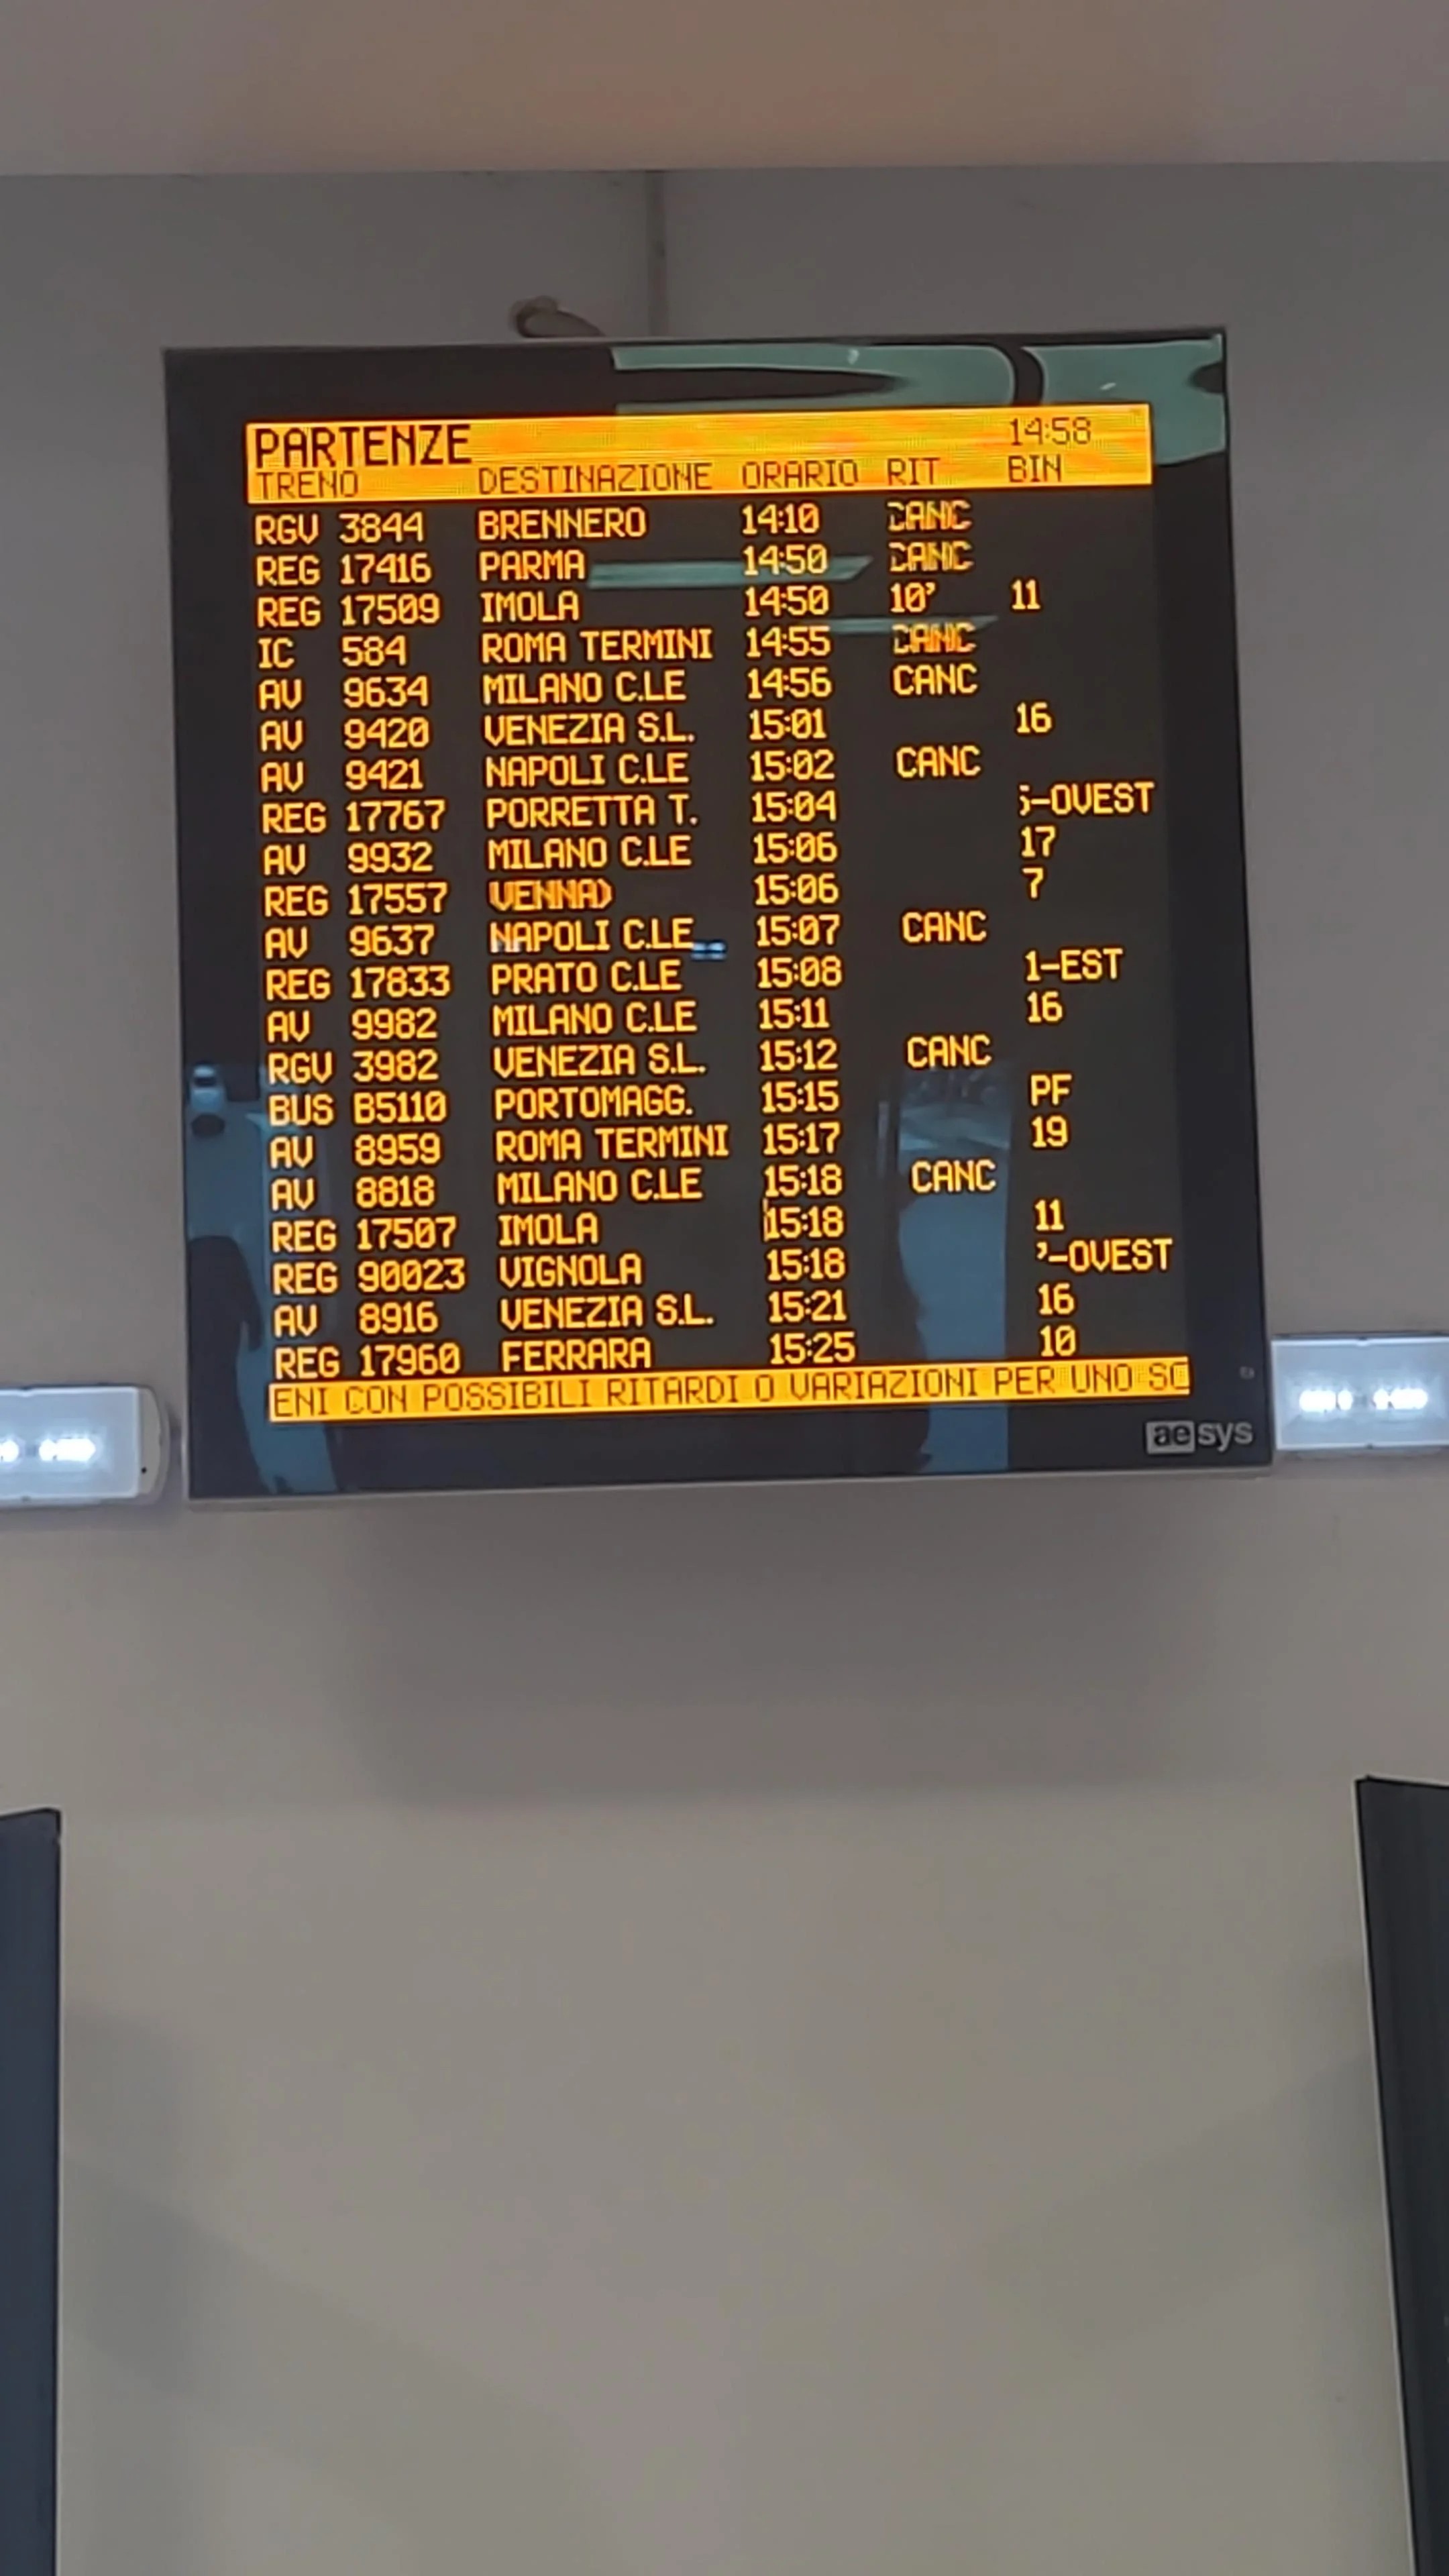 PARTENZE 14:58
TRENO DESTINAZIONE ORARIO RIT BIN
RGV 3844 BRENNERO 14:10 CANC
REG 17416 PARMA 14:50 CANC
REG 17509 IMOLA 14:50 10' 11
IC 584 ROMA TERMINI 14:55 CANC
AV 9634 MILANO C.LE 14:56 CANC
AV 9420 VENEZIA S.L. 15:01 16
AV 9421 NAPOLI C.LE 15:02 CANC
REG 17767 PORRETTA T. 15:04 -OVEST
AV 9932 MILANO C.LE 15:06 17
REG 17557 VENNA) 15:06 7
AV 9637 NAPOLI C.LE 15:07 CANC
REG 17833 PRATO C.LE 15:08 1-EST
AV 9982 MILANO C.LE 15:11 16
RGV 3982 VENEZIA S.L. 15:12 CANC
BUS B5110 PORTOMAGG. 15:15 PF
AV 8959 ROMA TERMINI 15:17 19
AV 8818 MILANO C.LE 15:18 CANC
REG 17507 IMOLA 15:18 11
REG 90023 VIGNOLA 15:18 -OVEST
AV 8916 VENEZIA S.L. 15:21 16
REG 17960 FERRARA 15:25 10
ENI CON POSSIBILI RITARDI O VARIAZIONI PER UNO SC
aesys